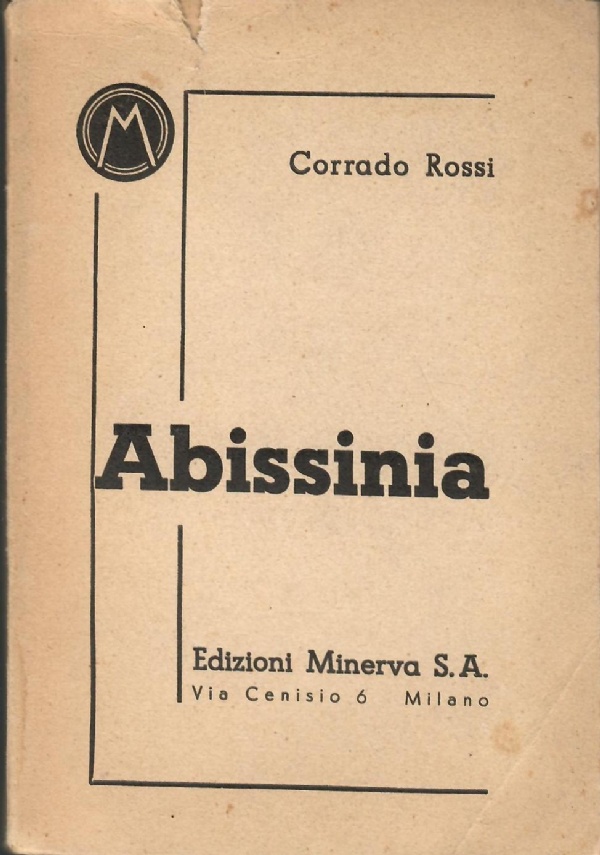 M
Corrado Rossi
Abissinia
Edizioni Minerva S.A.
Via Cenisio 6 Milano